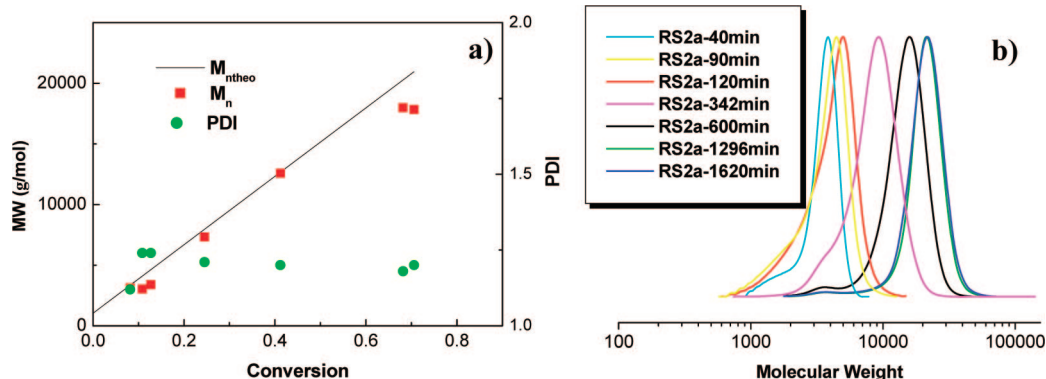 a)
MW (g/mol)
20000
10000
0
M_ntheo
M_n
PDI
2.0
1.5
1.0
PDI
0.0 0.2 0.4 0.6 0.8
Conversion
b)
RS2a-40min
RS2a-90min
RS2a-120min
RS2a-342min
RS2a-600min
RS2a-1296min
RS2a-1620min
100 1000 10000 100000
Molecular Weight